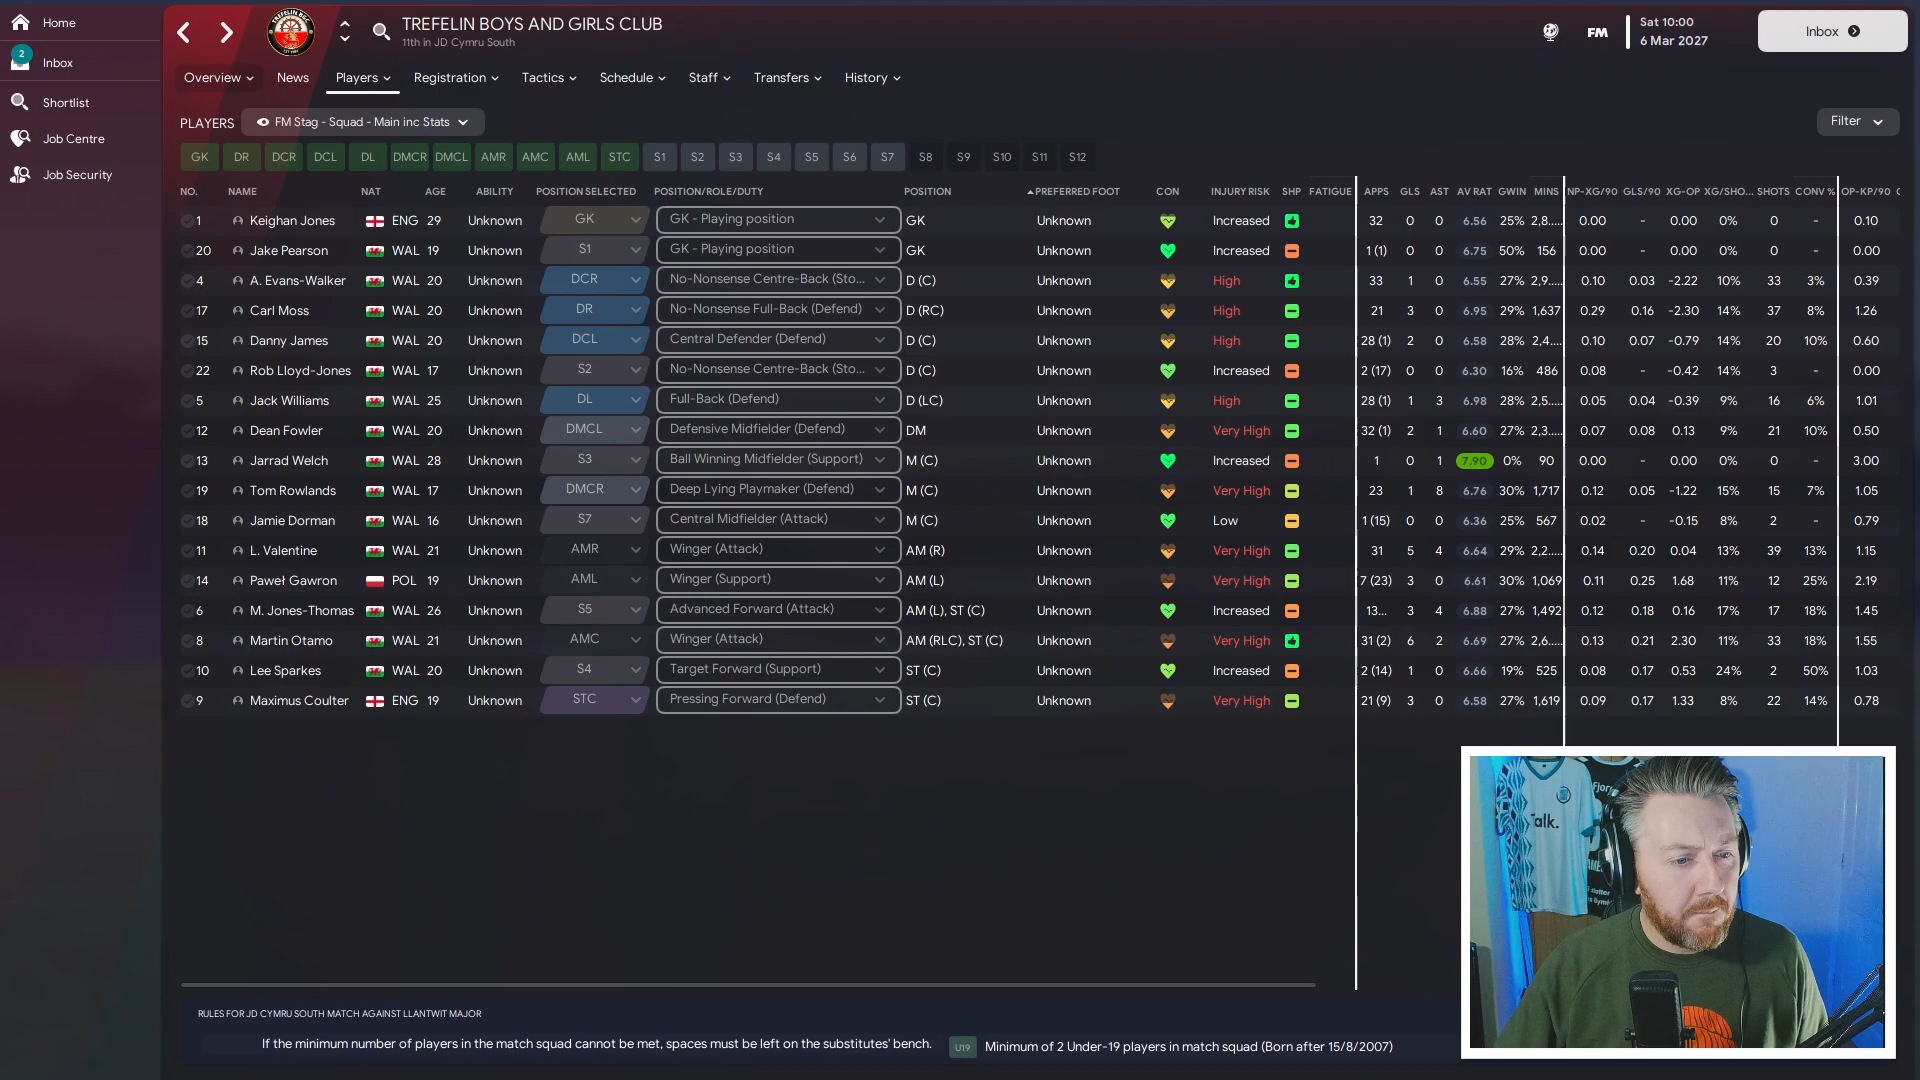 Home
TREFELIN BOYS AND GIRLS CLUB
11th in JD Cymru South
FM
Sat 10:00
6 Mar 2027
Inbox
2
Inbox
Shortlist
Job Centre
Job Security
Overview News Players Registration Tactics Schedule Staff Transfers History
PLAYERS FM Stag - Squad - Main inc Stats Filter
GK DR DCR DCL DL DMCR DMCL AMR AMC AML STC S1 S2 S3 S4 S5 S6 S7 S8 S9 S10 S11 S12
NO. NAME NAT AGE ABILITY POSITION SELECTED POSITION/ROLE/DUTY POSITION PREFERRED FOOT CON INJURY RISK SHP FATIGUE APPS GLS AST AV RAT GWIN MINS NP-XG/90 GLS/90 XG-OP XG/SHO... SHOTS CONV % OP-KP/90
1 Keighan Jones ENG 29 Unknown GK GK - Playing position GK Unknown Increased 32 0 0 6.56 25% 2,8.... 0.00 - 0.00 0% 0 - 0.10
20 Jake Pearson WAL 19 Unknown S1 GK - Playing position GK Unknown Increased 1 (1) 0 0 6.75 50% 156 0.00 - 0.00 0% 0 - 0.00
4 A. Evans-Walker WAL 20 Unknown DCR No-Nonsense Centre-Back (Sto... D (C) Unknown High 33 1 0 6.55 27% 2,9.... 0.10 0.03 -2.22 10% 33 3% 0.39
17 Carl Moss WAL 20 Unknown DR No-Nonsense Full-Back (Defend) D (RC) Unknown High 21 3 0 6.95 29% 1,637 0.29 0.16 -2.30 14% 37 8% 1.26
15 Danny James WAL 20 Unknown DCL Central Defender (Defend) D (C) Unknown High 28 (1) 2 0 6.58 28% 2,4.... 0.10 0.07 -0.79 14% 20 10% 0.60
22 Rob Lloyd-Jones WAL 17 Unknown S2 No-Nonsense Centre-Back (Sto... D (C) Unknown Increased 2 (17) 0 0 6.30 16% 486 0.08 - -0.42 14% 3 - 0.00
5 Jack Williams WAL 25 Unknown DL Full-Back (Defend) D (LC) Unknown High 28 (1) 1 3 6.98 28% 2,5.... 0.05 0.04 -0.39 9% 16 6% 1.01
12 Dean Fowler WAL 20 Unknown DMCL Defensive Midfielder (Defend) DM Unknown Very High 32 (1) 2 1 6.60 27% 2,3.... 0.07 0.08 0.13 9% 21 10% 0.50
13 Jarrad Welch WAL 28 Unknown S3 Ball Winning Midfielder (Support) M (C) Unknown Increased 1 0 1 7.90 0% 90 0.00 - 0.00 0% 0 - 3.00
19 Tom Rowlands WAL 17 Unknown DMCR Deep Lying Playmaker (Defend) M (C) Unknown Very High 23 1 8 6.76 30% 1,717 0.12 0.05 -1.22 15% 15 7% 1.05
18 Jamie Dorman WAL 16 Unknown S7 Central Midfielder (Attack) M (C) Unknown Low 1 (15) 0 0 6.36 25% 567 0.02 - -0.15 8% 2 - 0.79
11 L. Valentine WAL 21 Unknown AMR Winger (Attack) AM (R) Unknown Very High 31 5 4 6.64 29% 2,2.... 0.14 0.20 0.04 13% 39 13% 1.15
14 Paweł Gawron POL 19 Unknown AML Winger (Support) AM (L) Unknown Very High 7 (23) 3 0 6.61 30% 1,069 0.11 0.25 1.68 11% 12 25% 2.19
6 M. Jones-Thomas WAL 26 Unknown S5 Advanced Forward (Attack) AM (L), ST (C) Unknown Increased 13... 3 4 6.88 27% 1,492 0.12 0.18 0.16 17% 17 18% 1.45
8 Martin Otamo WAL 21 Unknown AMC Winger (Attack) AM (RLC), ST (C) Unknown Very High 31 (2) 6 2 6.69 27% 2,6.... 0.13 0.21 2.30 11% 33 18% 1.55
10 Lee Sparkes WAL 20 Unknown S4 Target Forward (Support) ST (C) Unknown Increased 2 (14) 1 0 6.66 19% 525 0.08 0.17 0.53 24% 2 50% 1.03
9 Maximus Coulter ENG 19 Unknown STC Pressing Forward (Defend) ST (C) Unknown Very High 21 (9) 3 0 6.58 27% 1,619 0.09 0.17 1.33 8% 22 14% 0.78
RULES FOR JD CYMRU SOUTH MATCH AGAINST LLANTWIT MAJOR
If the minimum number of players in the match squad cannot be met, spaces must be left on the substitutes' bench.
U19 Minimum of 2 Under-19 players in match squad (Born after 15/8/2007)